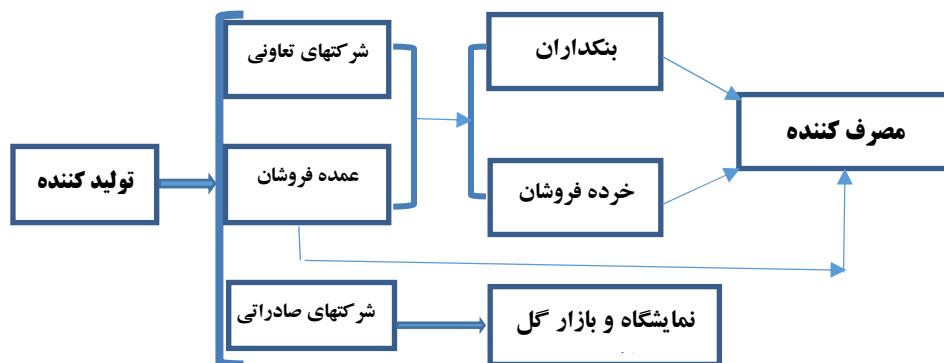 شرکتهای تعاونی
بنکداران
مصرف کننده
تولید کننده
عمده فروشان
خرده فروشان
شرکتهای صادراتی
نمایشگاه و بازار گل